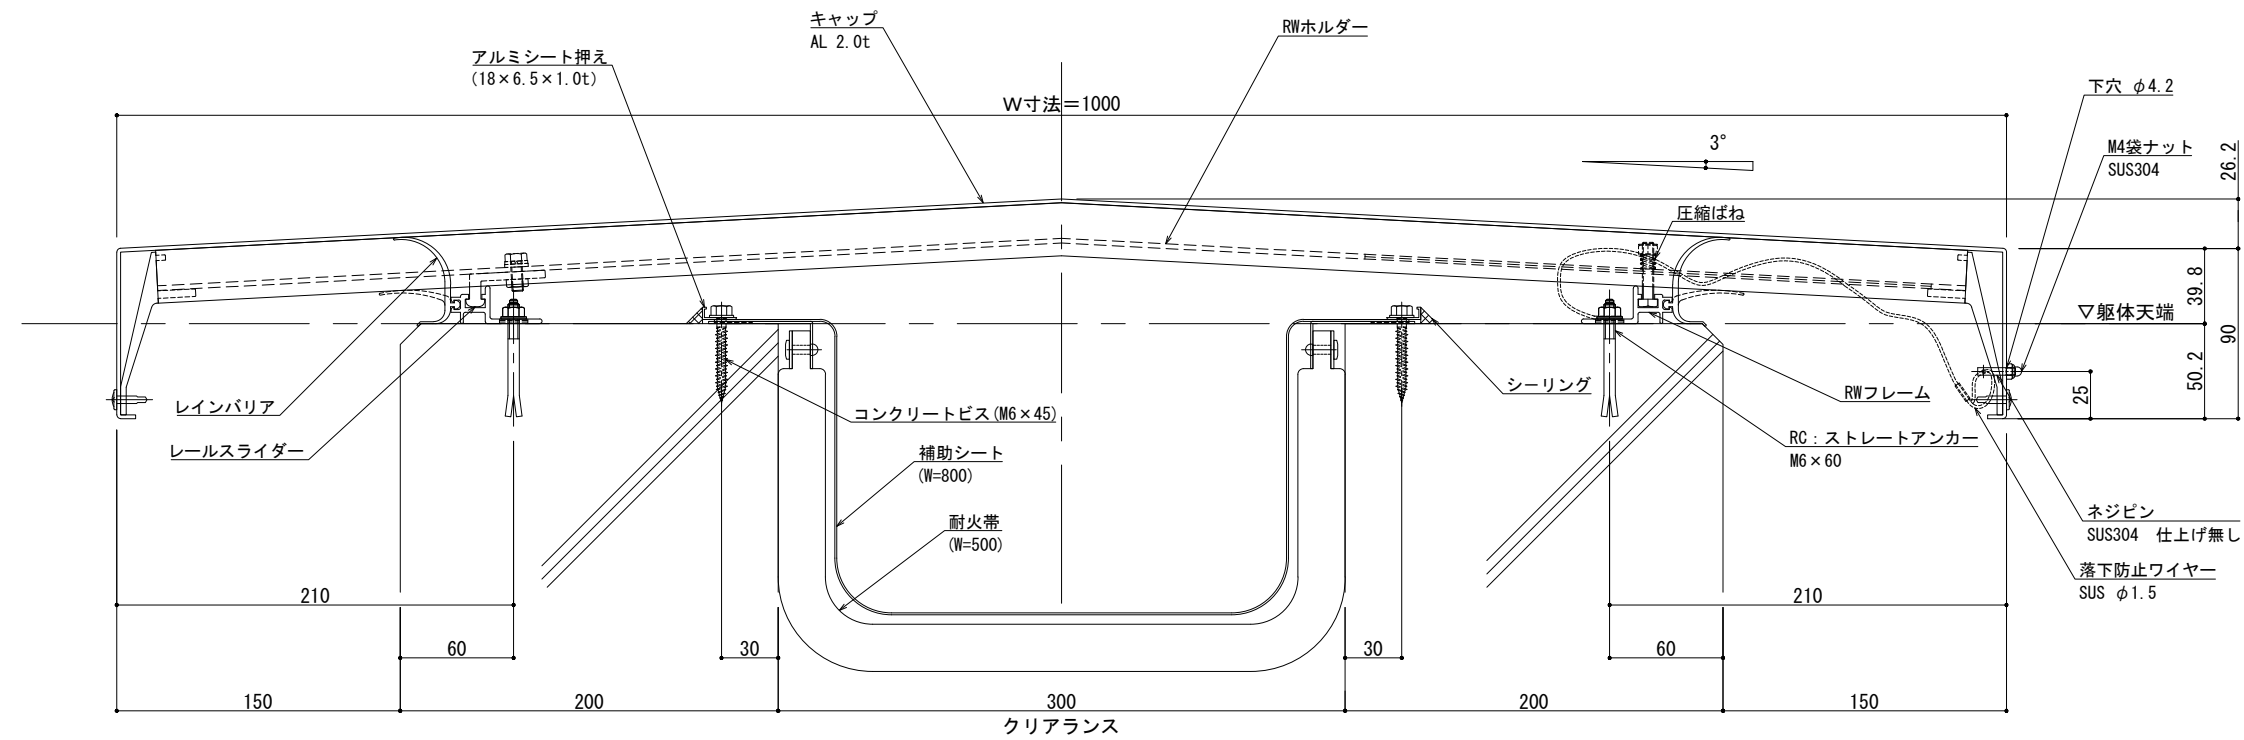 キャップ
AL 2.0t
RWホルダー
アルミシート押え
(18×6.5×1.0t)
W寸法=1000
下穴 φ4.2
3°
M4袋ナット
SUS304
26.2
圧縮ばね
39.8
▽躯体天端
90
50.2
25
シーリング
RWフレーム
レインバリア
コンクリートビス(M6×45)
レールスライダー
補助シート
(W=800)
RC:ストレートアンカー
M6×60
耐火帯
(W=500)
ネジピン
SUS304 仕上げ無し
落下防止ワイヤー
SUS φ1.5
210
210
60
30
30
60
150
200
300
200
150
クリアランス